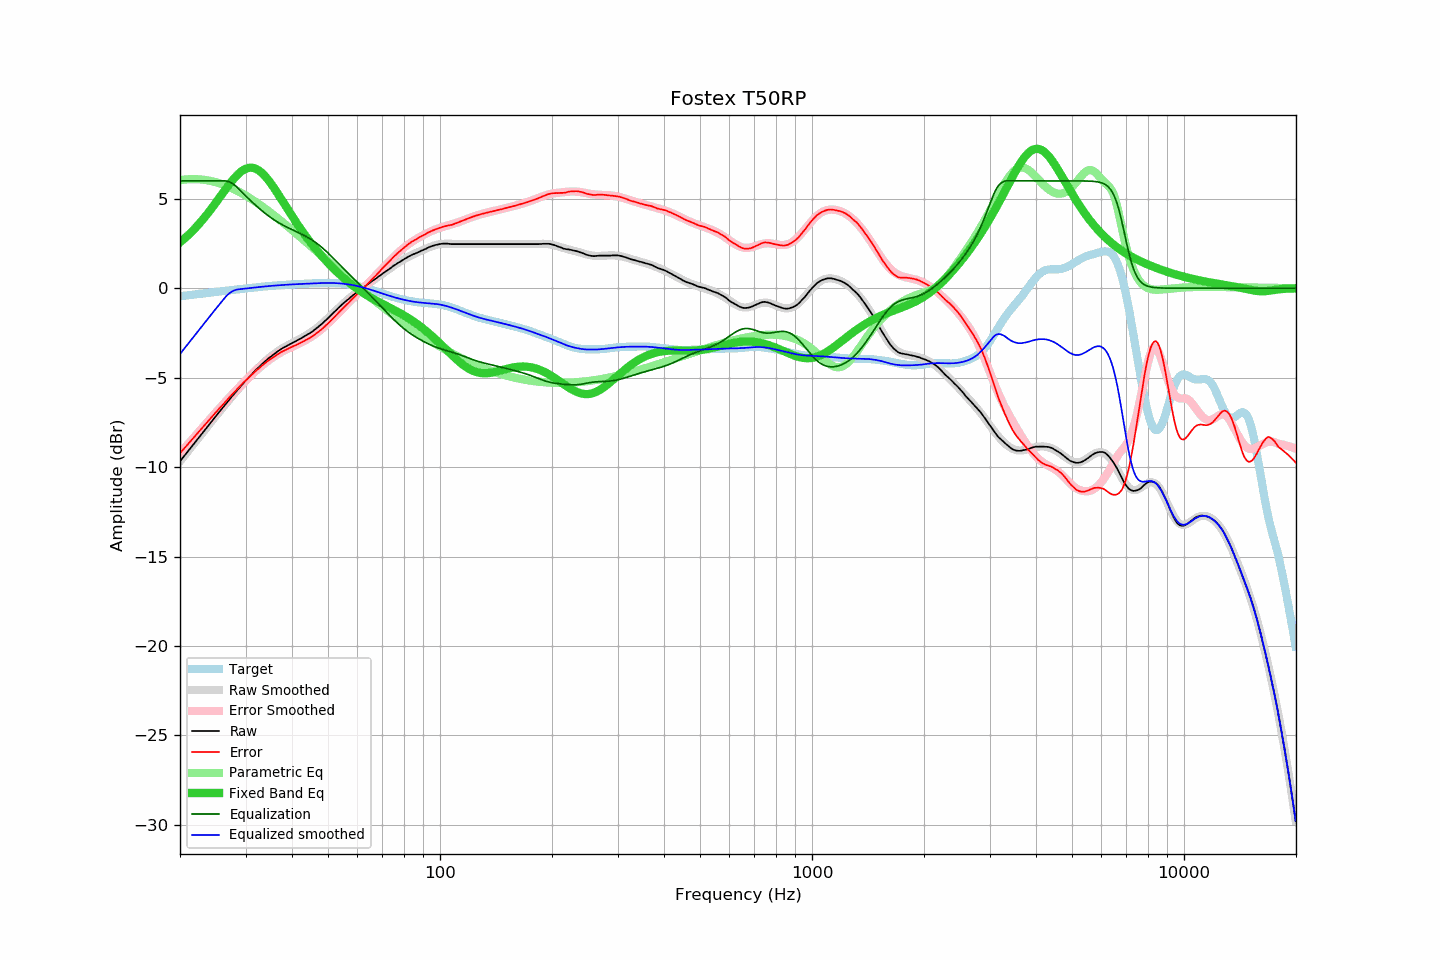 Fostex T50RP
Amplitude (dBr)
5
0
−5
−10
−15
−20
−25
−30
Target
Raw Smoothed
Error Smoothed
Raw
Error
Parametric Eq
Fixed Band Eq
Equalization
Equalized smoothed
100
1000
10000
Frequency (Hz)